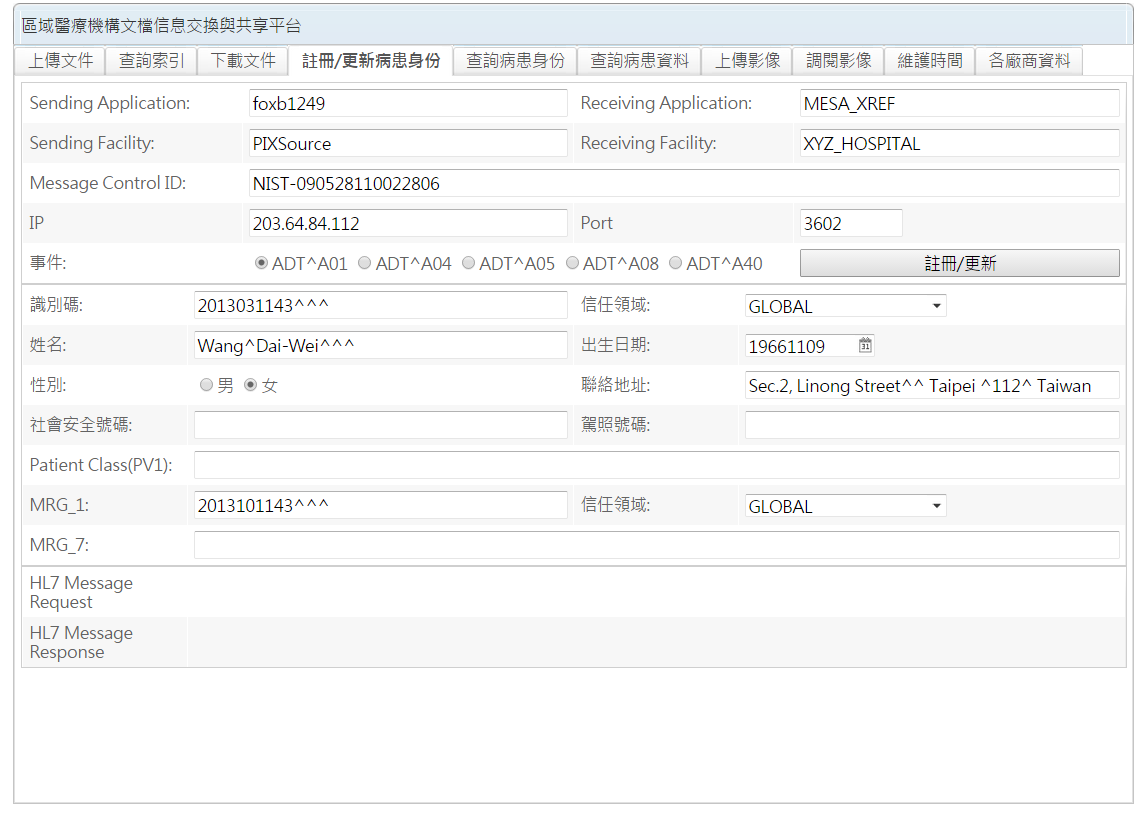 區域醫療機構文檔信息交換與共享平台
上傳文件 查詢索引 下載文件 註冊/更新病患身份 查詢病患身份 查詢病患資料 上傳影像 調閱影像 維護時間 各廠商資料
Sending Application: foxb1249 Receiving Application: MESA_XREF
Sending Facility: PIXSource Receiving Facility: XYZ_HOSPITAL
Message Control ID: NIST-090528110022806
IP 203.64.84.112 Port 3602
事件: ADT^A01 ADT^A04 ADT^A05 ADT^A08 ADT^A40 註冊/更新
識別碼: 2013031143^^^ 信任領域: GLOBAL
姓名: Wang^Dai-Wei^^^ 出生日期: 19661109 31
性別: 男 女 聯絡地址: Sec.2, Linong Street^^ Taipei ^112^ Taiwan
社會安全號碼: 駕照號碼:
Patient Class(PV1):
MRG_1: 2013101143^^^ 信任領域: GLOBAL
MRG_7:
HL7 Message
Request
HL7 Message
Response